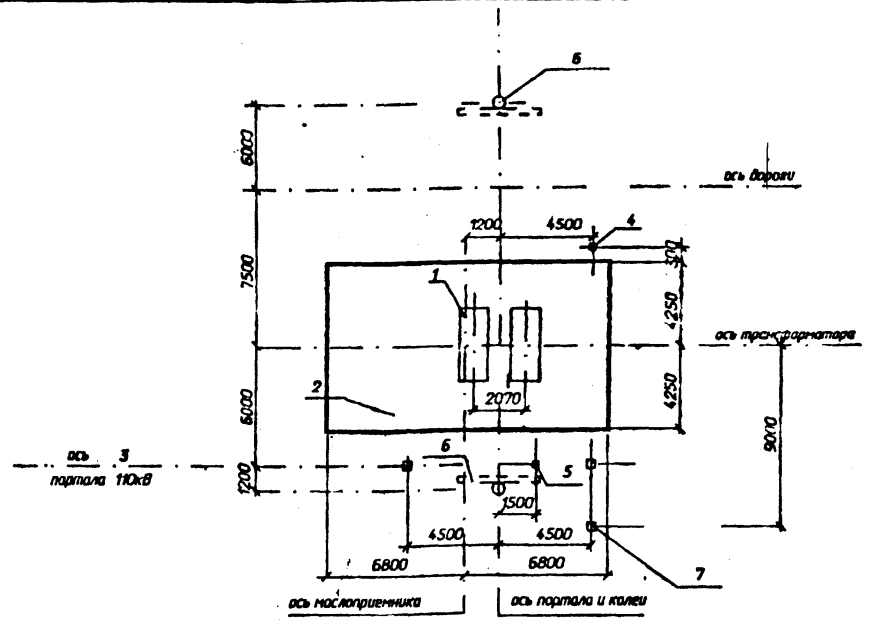 6
6000
ось дороги
1200 4500 4
300
7500
1
4250
ось трансформатора
2
2070
6000
4250
9000
ось 3
портала 110кВ
6
5
1200
1500
4500 4500
6800 6800
7
ось маслоприемника
ось портала и колеи